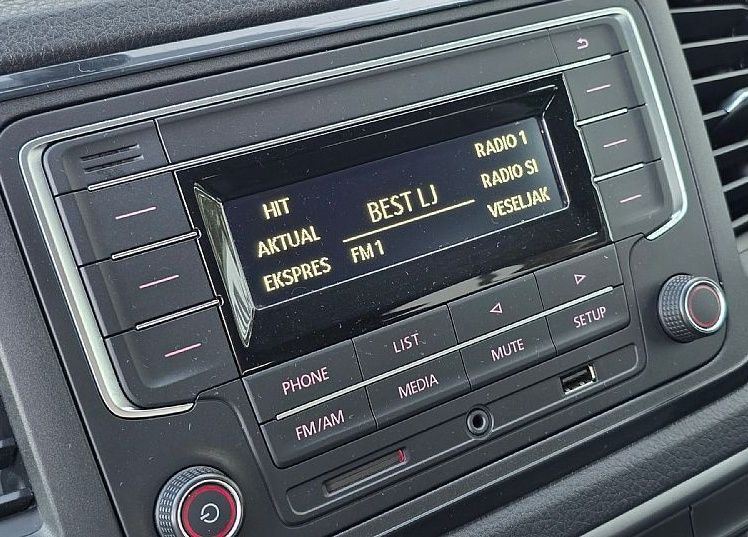 HIT
AKTUAL
EKSPRES
BEST LJ
FM 1
RADIO 1
RADIO SI
VESELJAK
PHONE
LIST
FM/AM
MEDIA
MUTE
SETUP